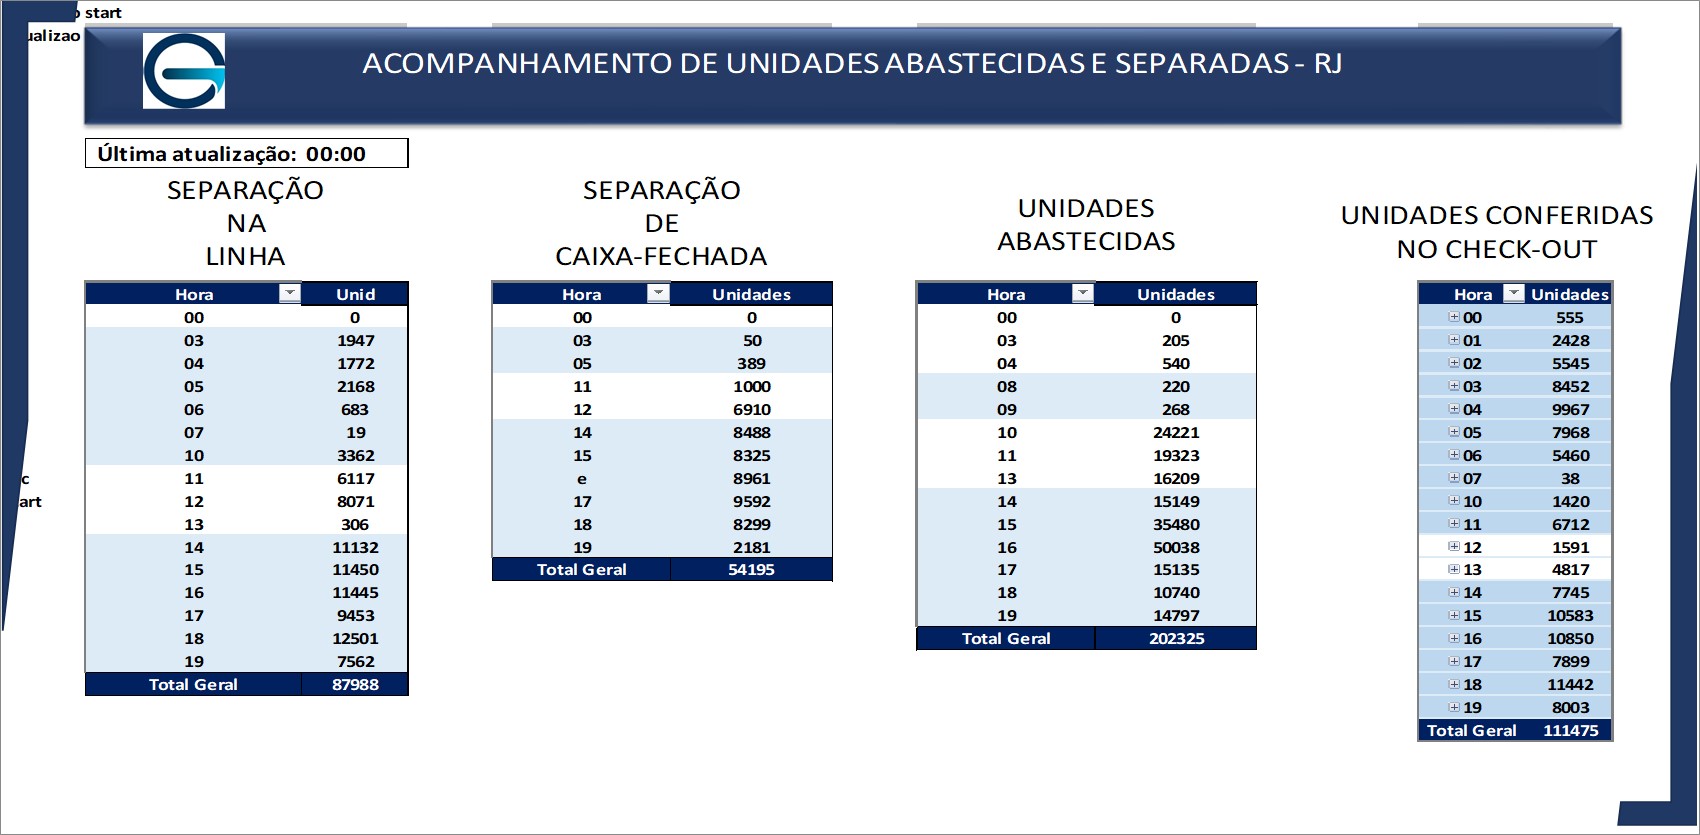 start
ualizao
ACOMPANHAMENTO DE UNIDADES ABASTECIDAS E SEPARADAS - RJ
Última atualização: 00:00
SEPARAÇÃO
NA
LINHA
Hora Unid
00 0
03 1947
04 1772
05 2168
06 683
07 19
10 3362
11 6117
12 8071
13 306
14 11132
15 11450
16 11445
17 9453
18 12501
19 7562
Total Geral 87988
SEPARAÇÃO
DE
CAIXA-FECHADA
Hora Unidades
00 0
03 50
05 389
11 1000
12 6910
14 8488
15 8325
e 8961
17 9592
18 8299
19 2181
Total Geral 54195
UNIDADES
ABASTECIDAS
Hora Unidades
00 0
03 205
04 540
08 220
09 268
10 24221
11 19323
13 16209
14 15149
15 35480
16 50038
17 15135
18 10740
19 14797
Total Geral 202325
UNIDADES CONFERIDAS
NO CHECK-OUT
Hora Unidades
00 555
01 2428
02 5545
03 8452
04 9967
05 7968
06 5460
07 38
10 1420
11 6712
12 1591
13 4817
14 7745
15 10583
16 10850
17 7899
18 11442
19 8003
Total Geral 111475
c
art